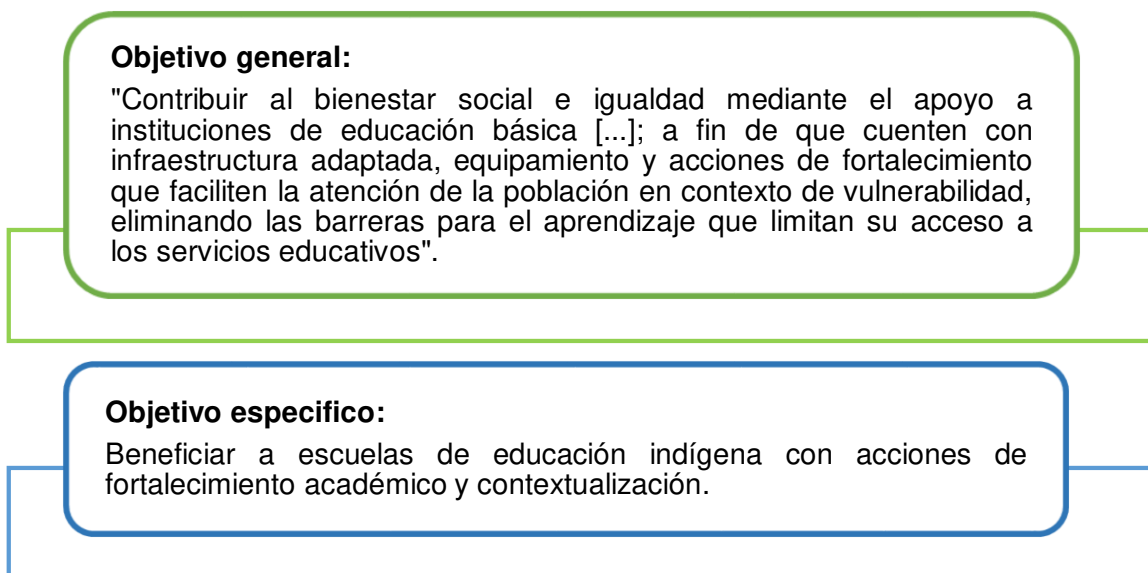 Objetivo general:
"Contribuir al bienestar social e igualdad mediante el apoyo a
instituciones de educación básica [...]; a fin de que cuenten con
infraestructura adaptada, equipamiento y acciones de fortalecimiento
que faciliten la atención de la población en contexto de vulnerabilidad,
eliminando las barreras para el aprendizaje que limitan su acceso a
los servicios educativos".
Objetivo especifico:
Beneficiar a escuelas de educación indígena con acciones de
fortalecimiento académico y contextualización.